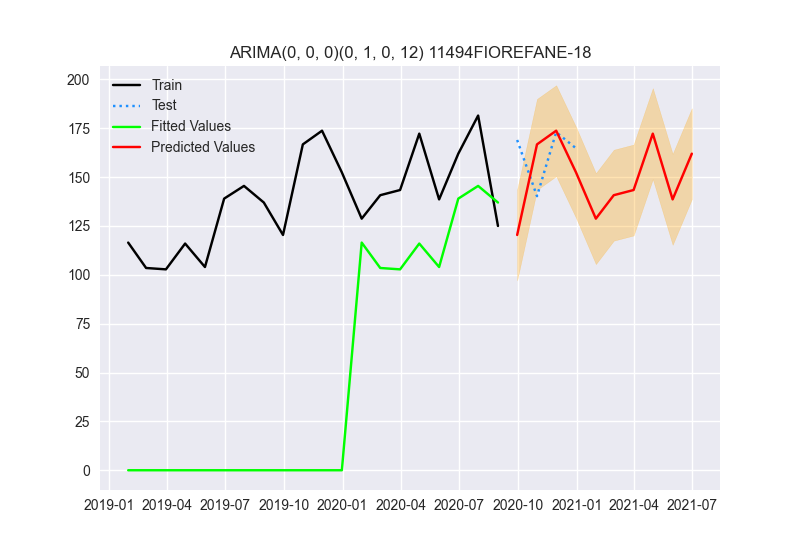 ARIMA(0, 0, 0)(0, 1, 0, 12) 11494FIOREFANE-18
200
175
150
125
100
75
50
25
0
Train
Test
Fitted Values
Predicted Values
2019-01 2019-04 2019-07 2019-10 2020-01 2020-04 2020-07 2020-10 2021-01 2021-04 2021-07